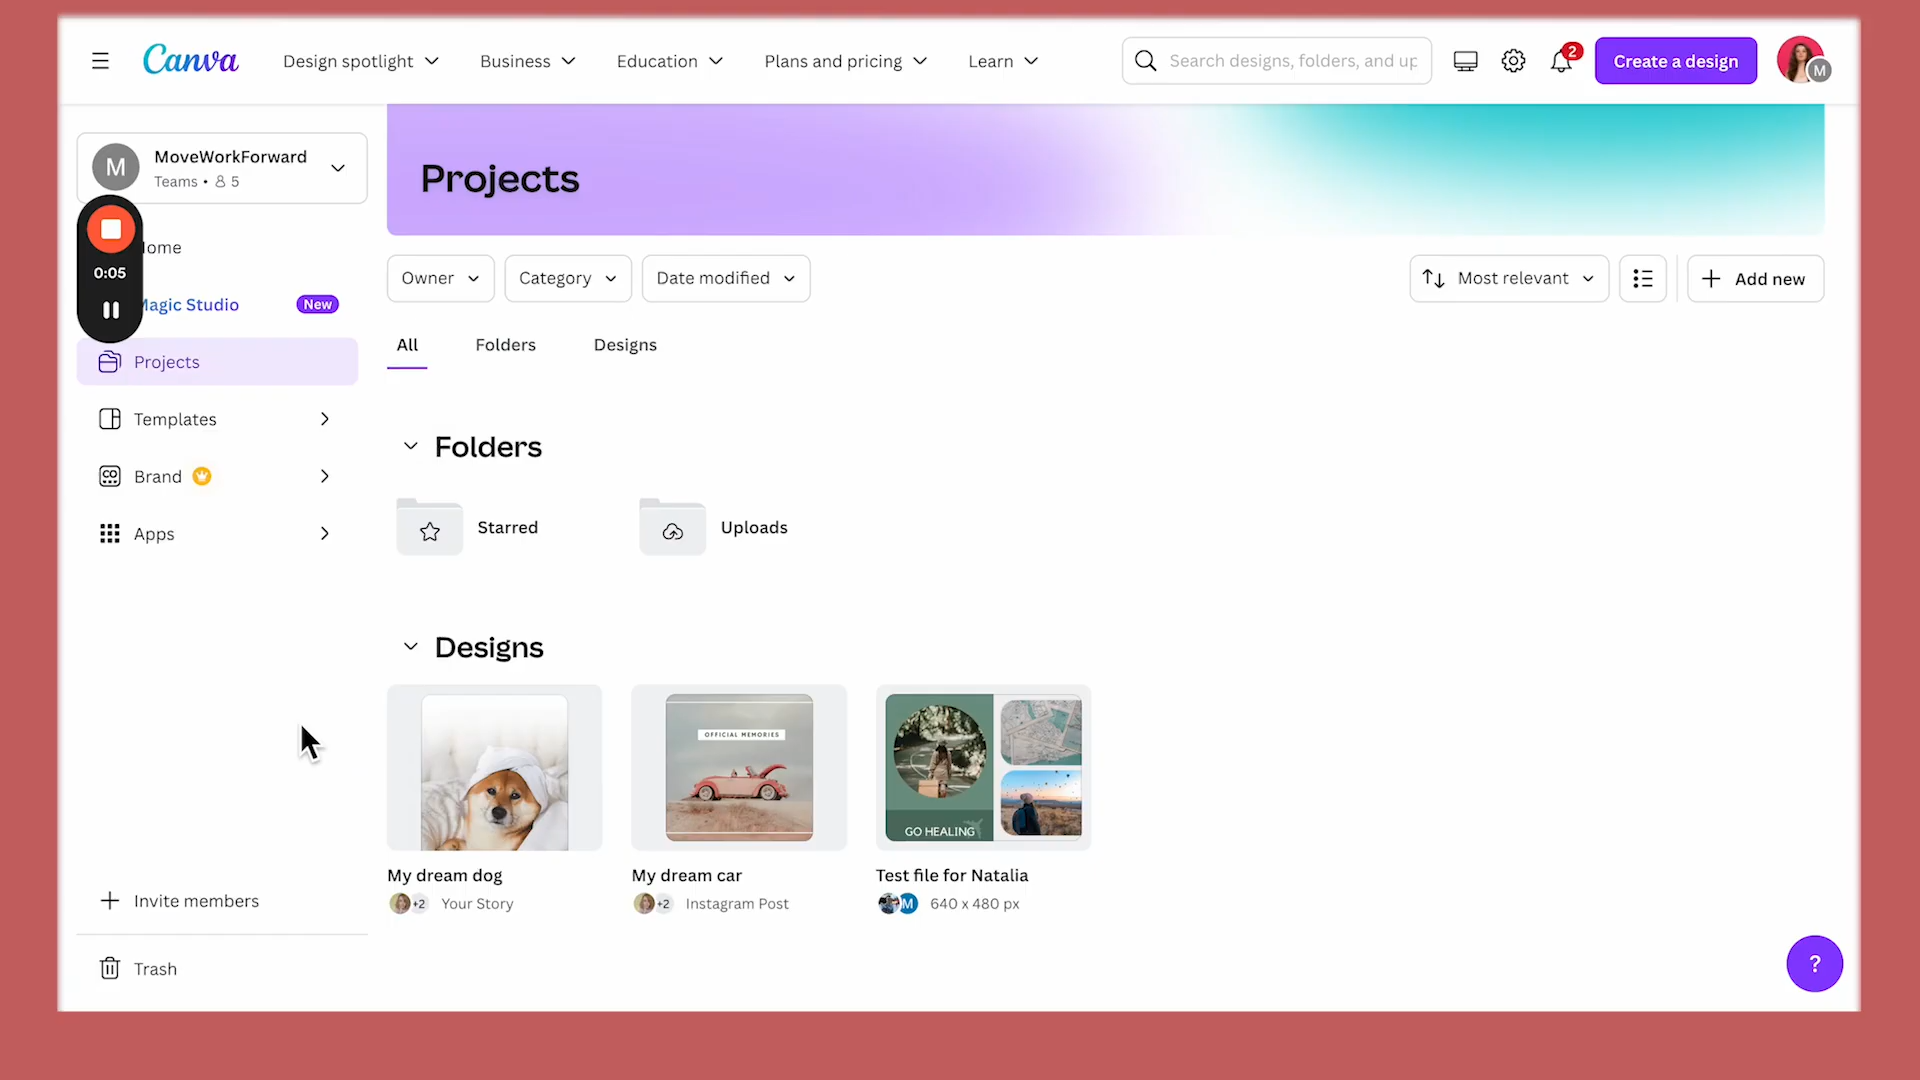 Canva
Design spotlight
Business
Education
Plans and pricing
Learn
Search designs, folders, and up
2
Create a design
M
M
MoveWorkForward
Teams • 5
0:05
ome
Magic Studio
New
Projects
Templates
Brand
Apps
Invite members
Trash
Projects
Owner
Category
Date modified
Most relevant
Add new
All
Folders
Designs
Folders
Starred
Uploads
Designs
OFFICIAL MEMORIES
GO HEALING
My dream dog
+2
Your Story
My dream car
+2
Instagram Post
Test file for Natalia
M
640 x 480 px
CO
?